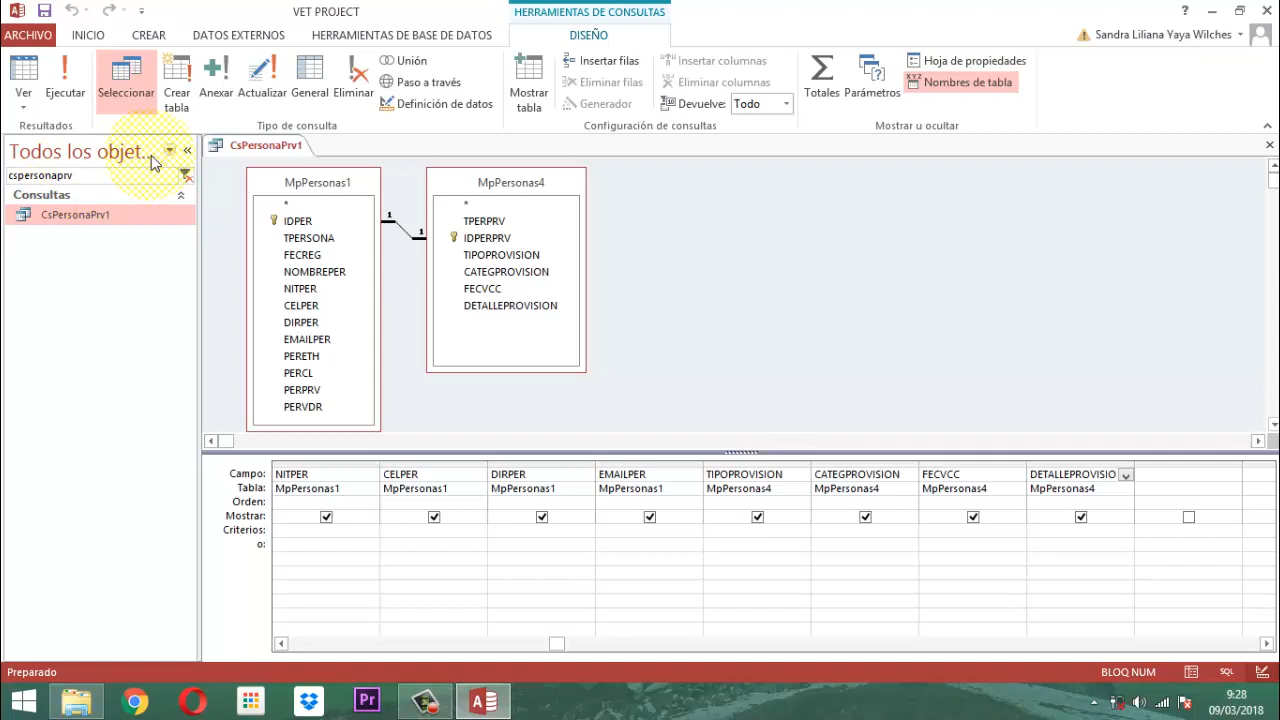 VET PROJECT
HERRAMIENTAS DE CONSULTAS
ARCHIVO INICIO CREAR DATOS EXTERNOS HERRAMIENTAS DE BASE DE DATOS DISEÑO
Sandra Liliana Yaya Wilches
Ver
Ejecutar
Resultados
Seleccionar
Crear tabla
Anexar
Actualizar
General
Eliminar
Unión
Paso a través
Definición de datos
Tipo de consulta
Mostrar tabla
Insertar filas
Eliminar filas
Generador
Insertar columnas
Eliminar columnas
Devuelve: Todo
Configuración de consultas
Totales
Parámetros
Hoja de propiedades
XYZ Nombres de tabla
Mostrar u ocultar
Todos los objet...
cspersonaprv
Consultas
CsPersonaPrv1
CsPersonaPrv1
MpPersonas1
*
IDPER
TPERSONA
FECREG
NOMBREPER
NITPER
CELPER
DIRPER
EMAILPER
PERETH
PERCL
PERPRV
PERVDR
1
1
MpPersonas4
*
TPERPRV
IDPERPRV
TIPOPROVISION
CATEGPROVISION
FECVCC
DETALLEPROVISION
Campo: NITPER CELPER DIRPER EMAILPER TIPOPROVISION CATEGPROVISION FECVCC DETALLEPROVISIO
Tabla: MpPersonas1 MpPersonas1 MpPersonas1 MpPersonas1 MpPersonas4 MpPersonas4 MpPersonas4 MpPersonas4
Orden:
Mostrar:
Criterios:
o:
Preparado
BLOQ NUM
SQL
Pr
9:28
09/03/2018